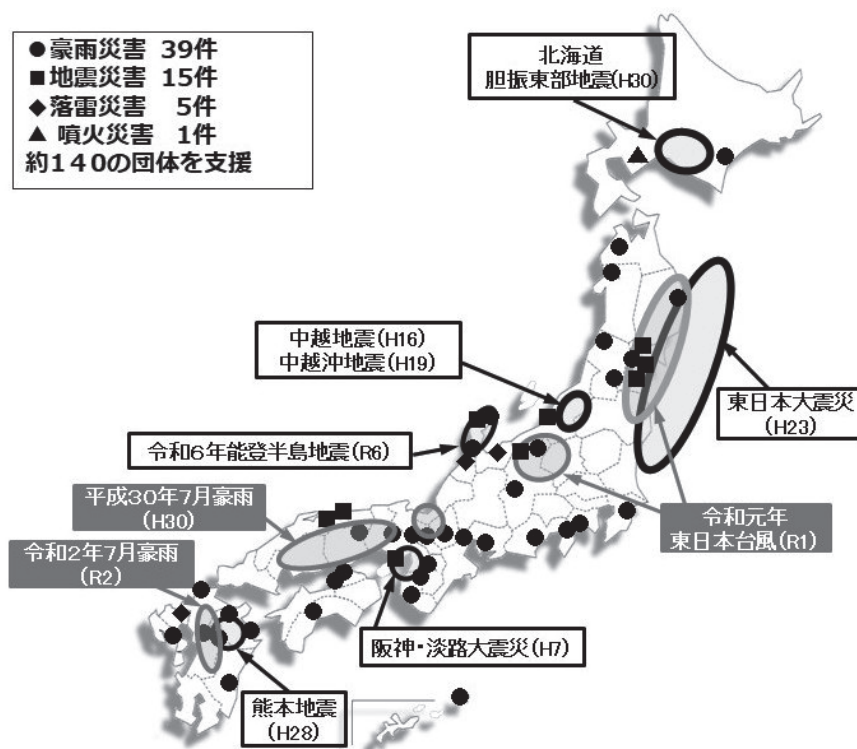 ●豪雨災害 39件
■地震災害 15件
◆落雷災害 5件
▲噴火災害 1件
約140の団体を支援
北海道
胆振東部地震(H30)
中越地震(H16)
中越沖地震(H19)
東日本大震災
(H23)
令和6年能登半島地震(R6)
平成30年7月豪雨
(H30)
令和元年
東日本台風(R1)
令和2年7月豪雨
(R2)
阪神・淡路大震災(H7)
熊本地震
(H28)